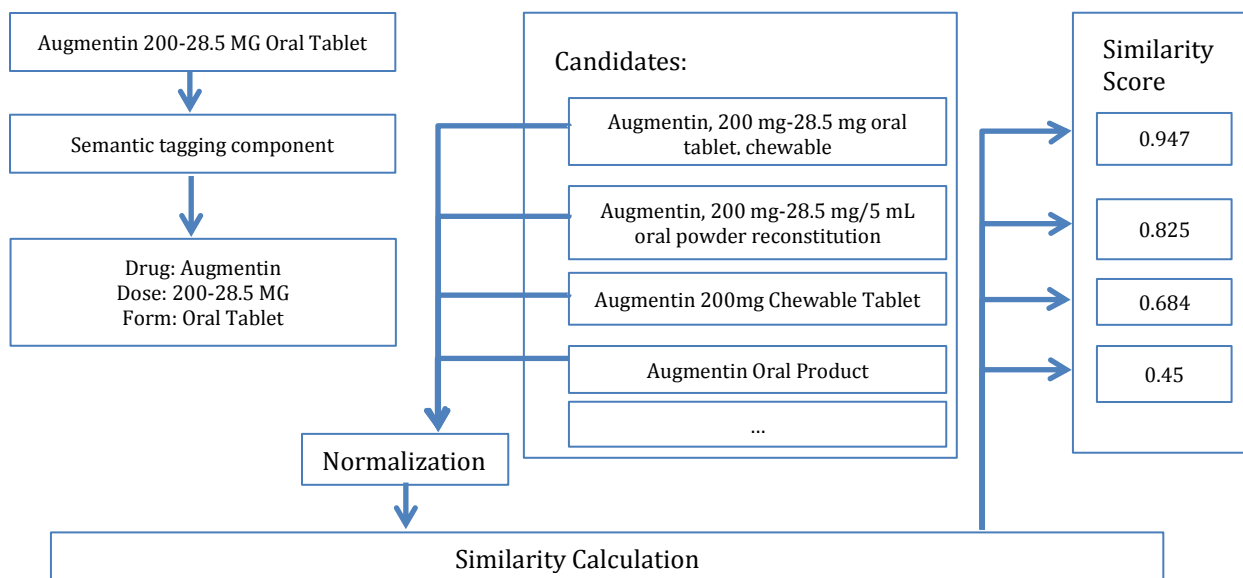 Augmentin 200-28.5 MG Oral Tablet
Semantic tagging component
Drug: Augmentin
Dose: 200-28.5 MG
Form: Oral Tablet
Candidates:
Augmentin, 200 mg-28.5 mg oral
tablet, chewable
Augmentin, 200 mg-28.5 mg/5 mL
oral powder reconstitution
Augmentin 200mg Chewable Tablet
Augmentin Oral Product
...
Normalization
Similarity Calculation
Similarity
Score
0.947
0.825
0.684
0.45